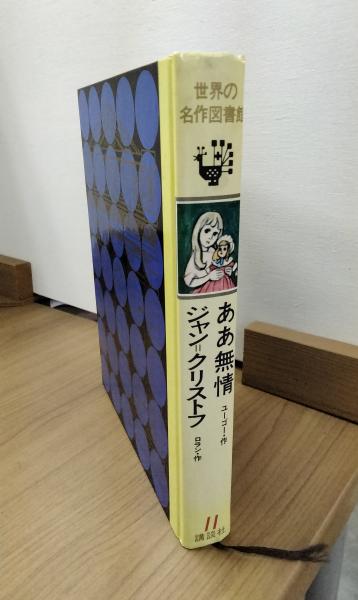 世界の
名作図書館
ああ無情
ユーゴー・作
ジャン=クリストフ
ロラン・作
11
講談社